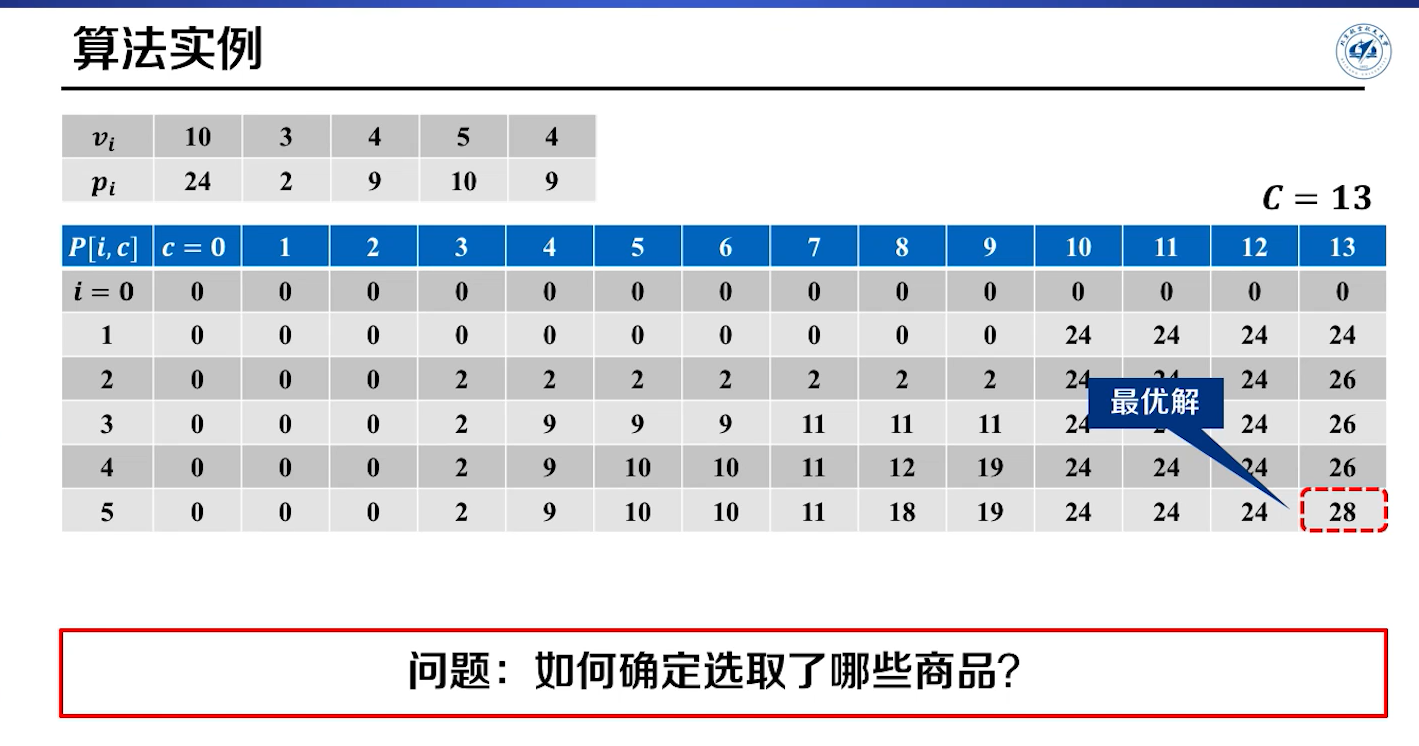 算法实例
v_i 10 3 4 5 4
p_i 24 2 9 10 9
C = 13
P[i, c] c = 0 1 2 3 4 5 6 7 8 9 10 11 12 13
i = 0 0 0 0 0 0 0 0 0 0 0 0 0 0 0
1 0 0 0 0 0 0 0 0 0 0 24 24 24 24
2 0 0 0 2 2 2 2 2 2 2 24 24 24 26
最优解
3 0 0 0 2 9 9 9 11 11 11 24 24 26
4 0 0 0 2 9 10 10 11 12 19 24 24 24 26
5 0 0 0 2 9 10 10 11 18 19 24 24 24 28
问题：如何确定选取了哪些商品?